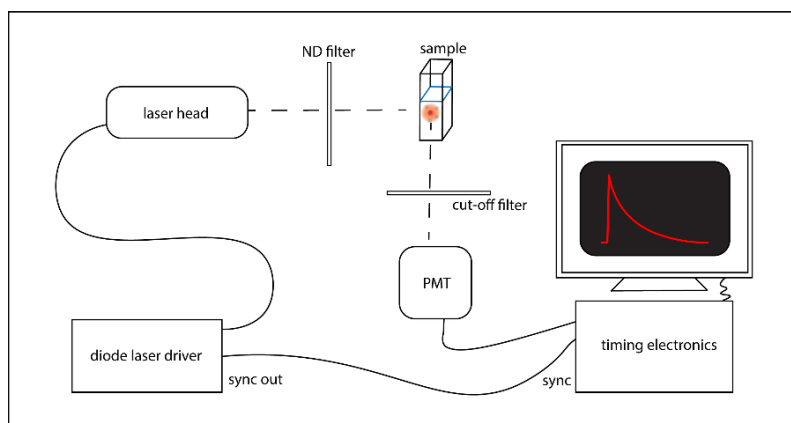 ND filter
sample
laser head
cut-off filter
PMT
diode laser driver
timing electronics
sync out
sync